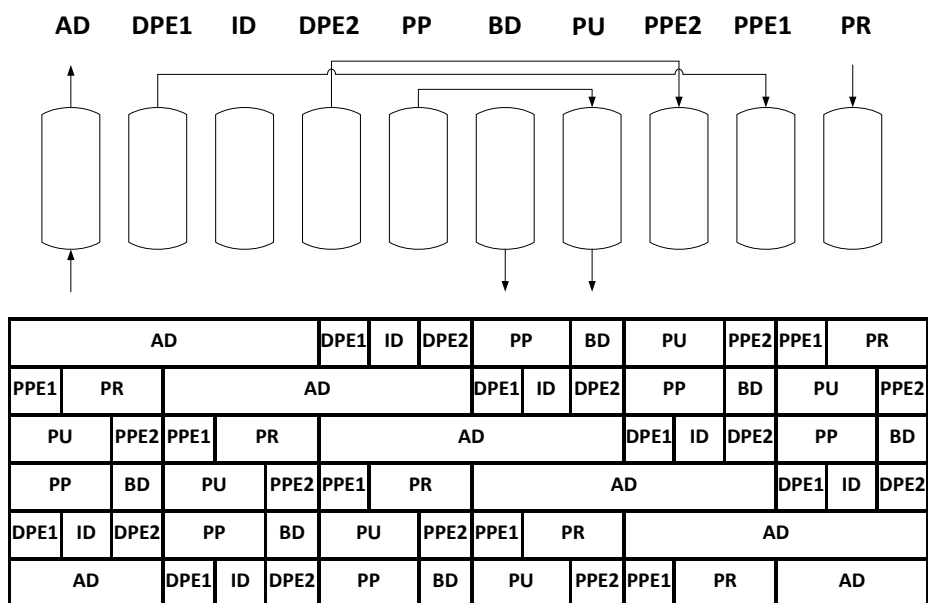 AD DPE1 ID DPE2 PP BD PU PPE2 PPE1 PR
AD DPE1 ID DPE2 PP BD PU PPE2 PPE1 PR
PPE1 PR AD DPE1 ID DPE2 PP BD PU PPE2
PU PPE2 PPE1 PR AD DPE1 ID DPE2 PP BD
PP BD PU PPE2 PPE1 PR AD DPE1 ID DPE2
DPE1 ID DPE2 PP BD PU PPE2 PPE1 PR AD
AD DPE1 ID DPE2 PP BD PU PPE2 PPE1 PR AD